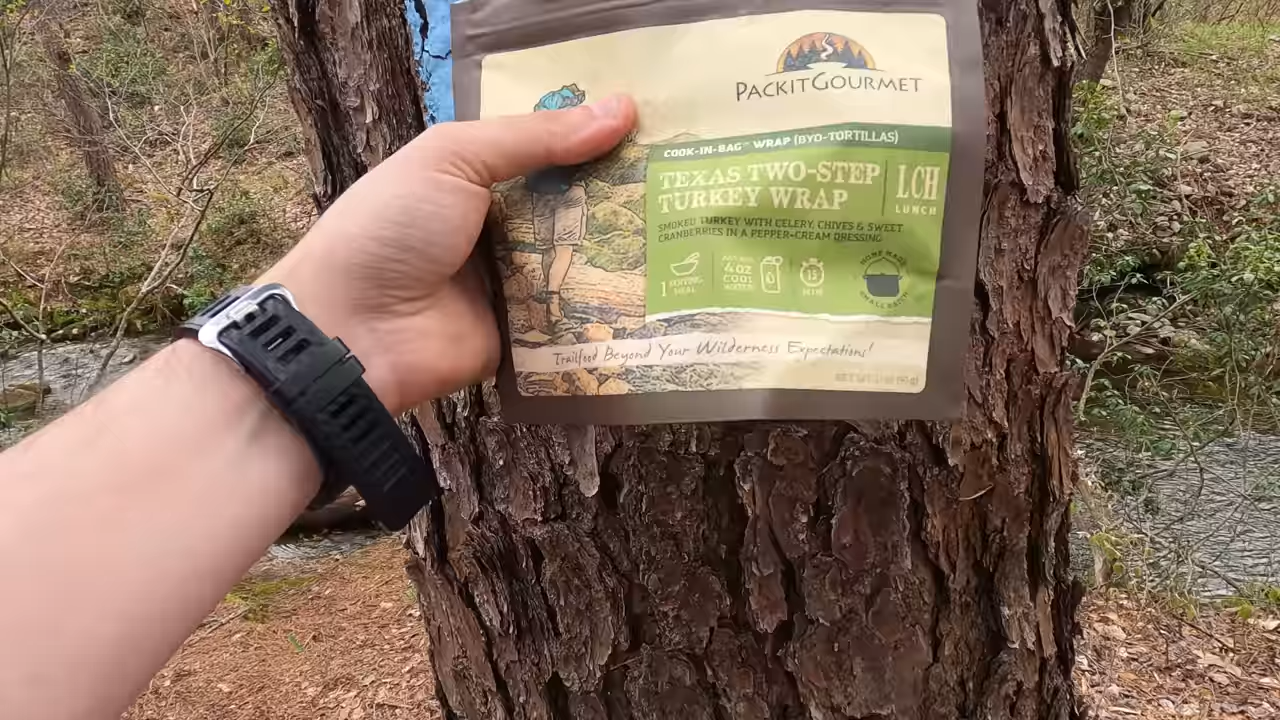 PACKITGOURMET
COOK-IN-BAG™ WRAP (BYO-TORTILLAS)
TEXAS TWO-STEP
TURKEY WRAP
LCH
LUNCH
SMOKED TURKEY WITH CELERY, CHIVES & SWEET
CRANBERRIES IN A PEPPER-CREAM DRESSING
1 SERVING
MEAL
4 OZ
COOL
WATER
15
MIN
HOME MADE
SMALL BATCH
Trailfood Beyond Your Wilderness Expectations!